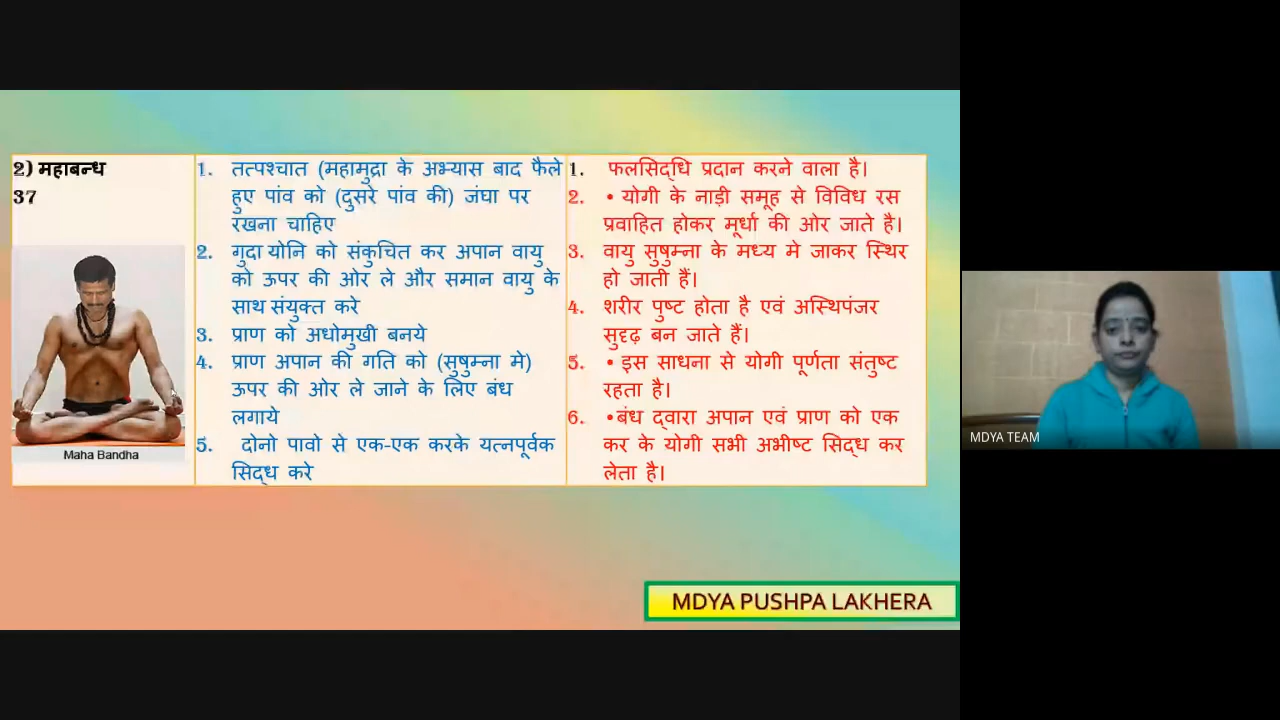 2) महाबन्ध
37
Maha Bandha
1. तत्पश्चात (महामुद्रा के अभ्यास बाद फैले
हुए पांव को (दुसरे पांव की) जंघा पर
रखना चाहिए
2. गुदा योनि को संकुचित कर अपान वायु
को ऊपर की ओर ले और समान वायु के
साथ संयुक्त करे
3. प्राण को अधोमुखी बनये
4. प्राण अपान की गति को (सुषुम्ना मे)
ऊपर की ओर ले जाने के लिए बंध
लगाये
5. दोनो पावो से एक-एक करके यत्नपूर्वक
सिद्ध करे
1. फलसिद्धि प्रदान करने वाला है।
2. • योगी के नाड़ी समूह से विविध रस
प्रवाहित होकर मूर्धा की ओर जाते है।
3. वायु सुषुम्ना के मध्य मे जाकर स्थिर
हो जाती हैं।
4. शरीर पुष्ट होता है एवं अस्थिपंजर
सुदृढ़ बन जाते हैं।
5. • इस साधना से योगी पूर्णता संतुष्ट
रहता है।
6. •बंध द्वारा अपान एवं प्राण को एक
कर के योगी सभी अभीष्ट सिद्ध कर
लेता है।
MDYA PUSHPA LAKHERA
MDYA TEAM